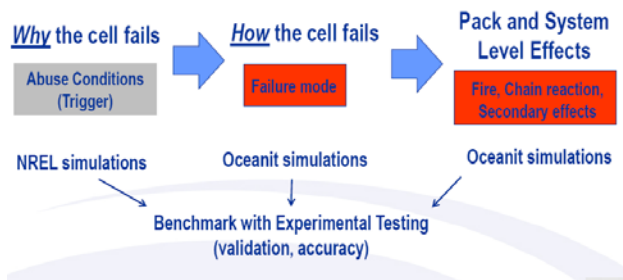 Why the cell fails
Abuse Conditions
(Trigger)
How the cell fails
Failure mode
Pack and System
Level Effects
Fire, Chain reaction,
Secondary effects
NREL simulations
Oceanit simulations
Oceanit simulations
Benchmark with Experimental Testing
(validation, accuracy)